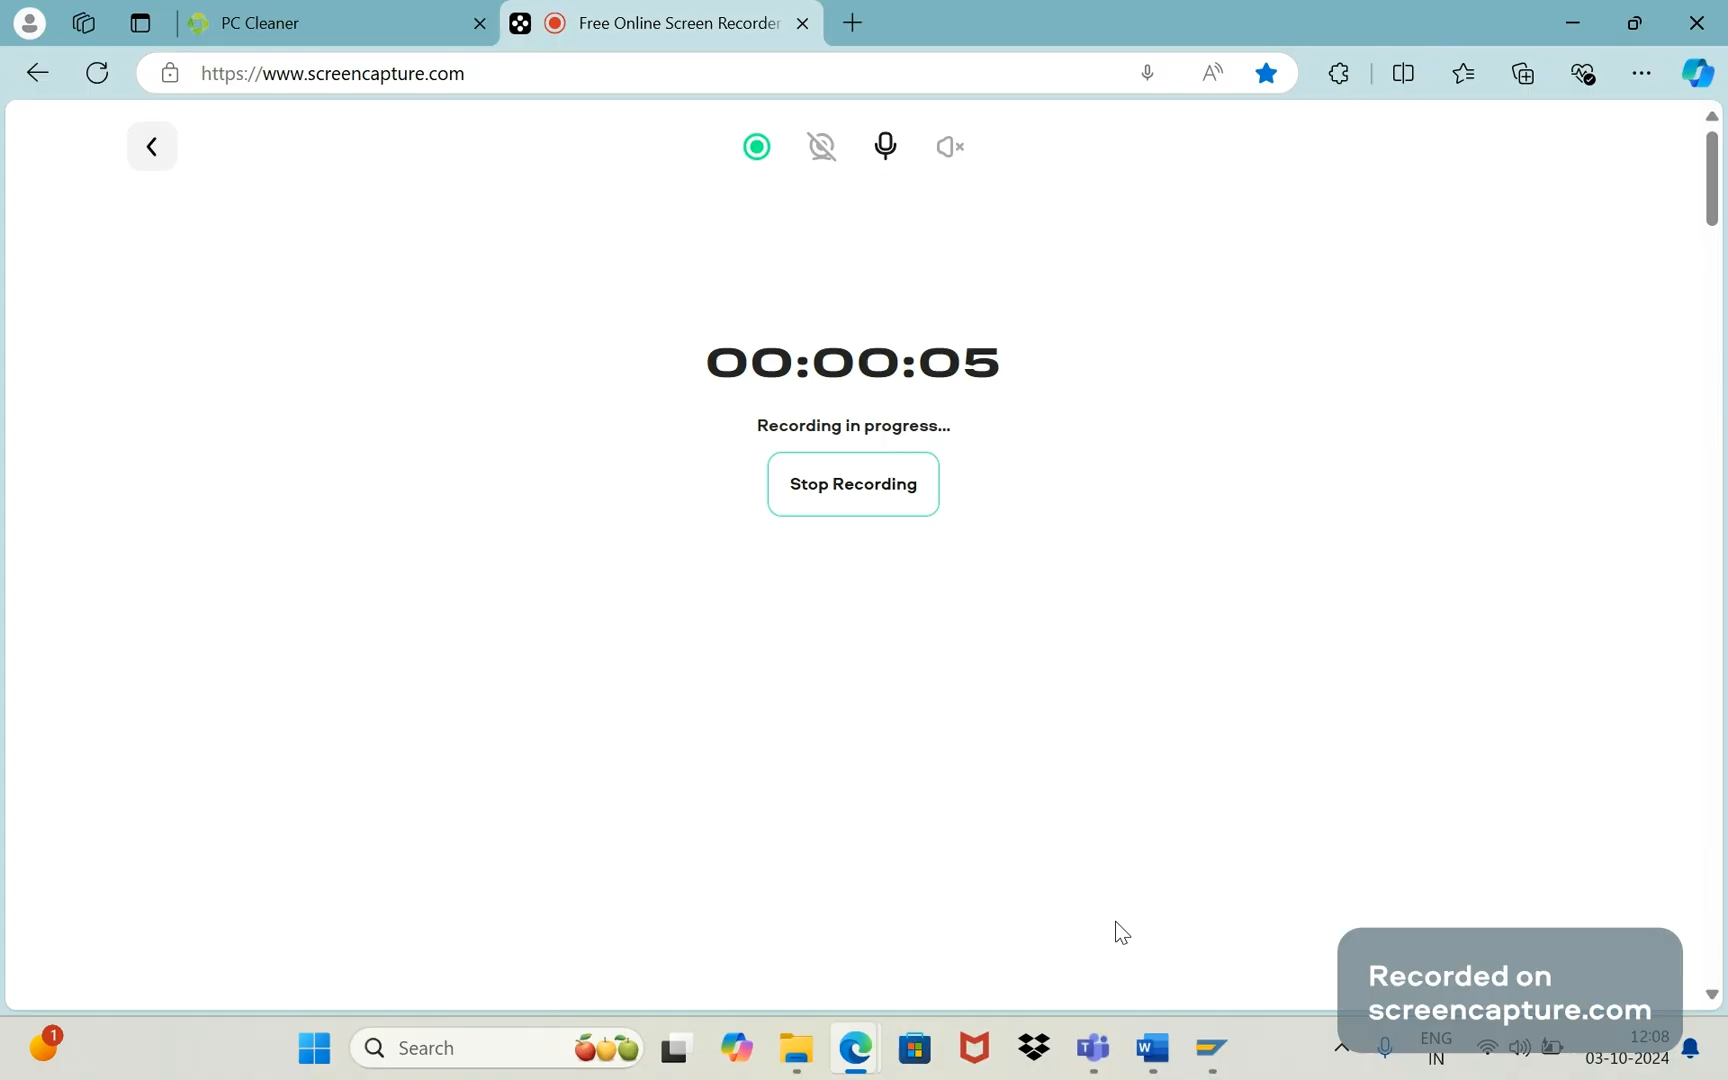 PC Cleaner
Free Online Screen Recorder
https://www.screencapture.com
00:00:05
Recording in progress...
Stop Recording
Recorded on
screencapture.com
1
Search
ENG
IN
12:08
03-10-2024